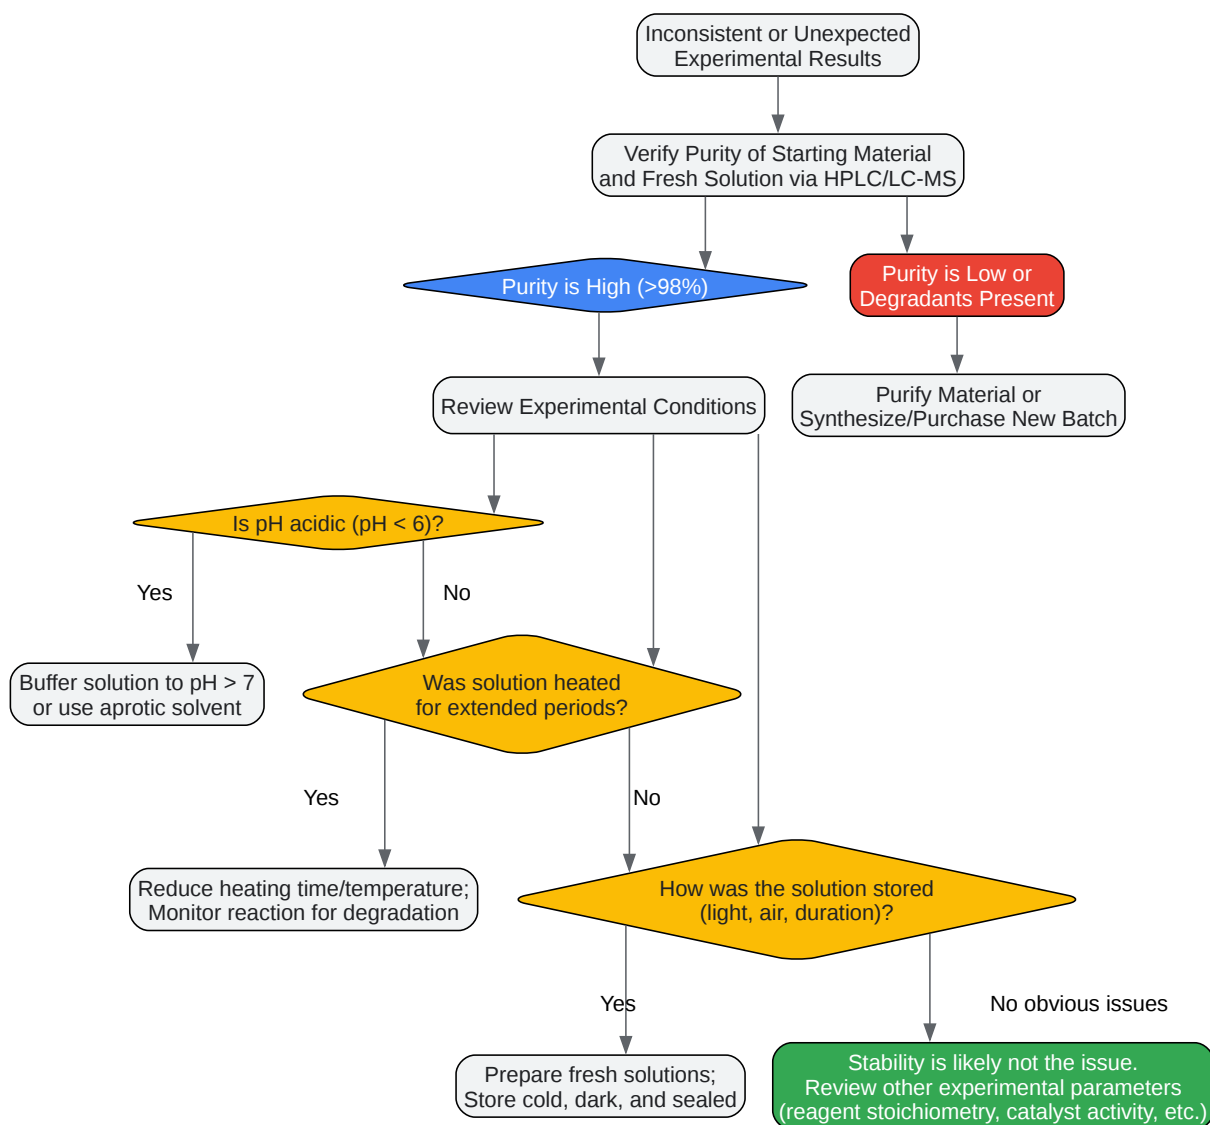 Inconsistent or Unexpected
Experimental Results
Verify Purity of Starting Material
and Fresh Solution via HPLC/LC-MS
Purity is High (>98%)
Purity is Low or
Degradants Present
Review Experimental Conditions
Purify Material or
Synthesize/Purchase New Batch
Is pH acidic (pH < 6)?
Yes
No
Buffer solution to pH > 7
or use aprotic solvent
Was solution heated
for extended periods?
Yes
No
Reduce heating time/temperature;
Monitor reaction for degradation
How was the solution stored
(light, air, duration)?
Yes
No obvious issues
Prepare fresh solutions;
Store cold, dark, and sealed
Stability is likely not the issue.
Review other experimental parameters
(reagent stoichiometry, catalyst activity, etc.)